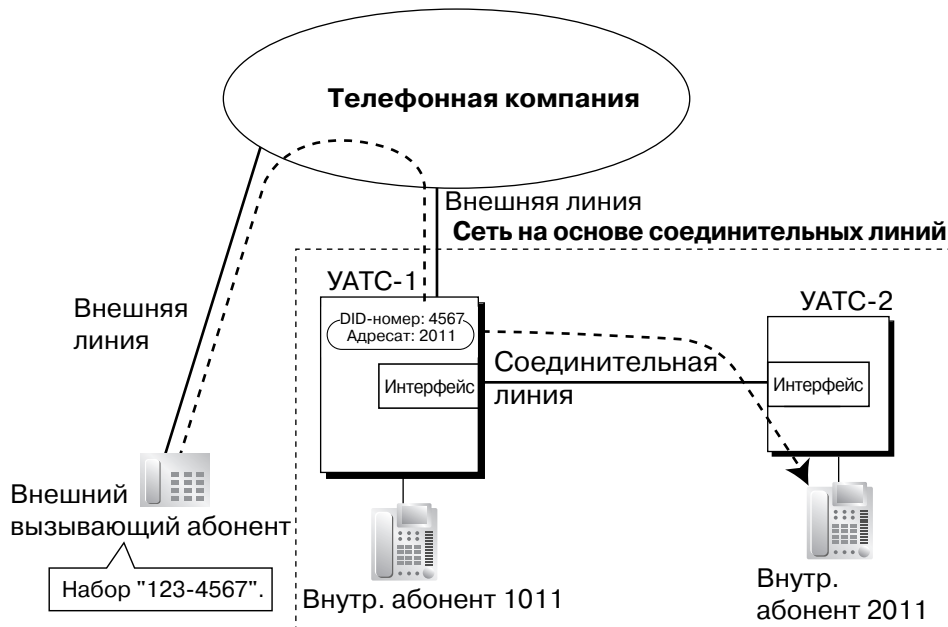 Телефонная компания
Внешняя линия
Сеть на основе соединительных линий
УАТС-1
УАТС-2
Внешняя
линия
DID-номер: 4567
Адресат: 2011
Соединительная
линия
Интерфейс
Интерфейс
Внешний
вызывающий абонент
Набор "123-4567".
Внутр. абонент 1011
Внутр.
абонент 2011